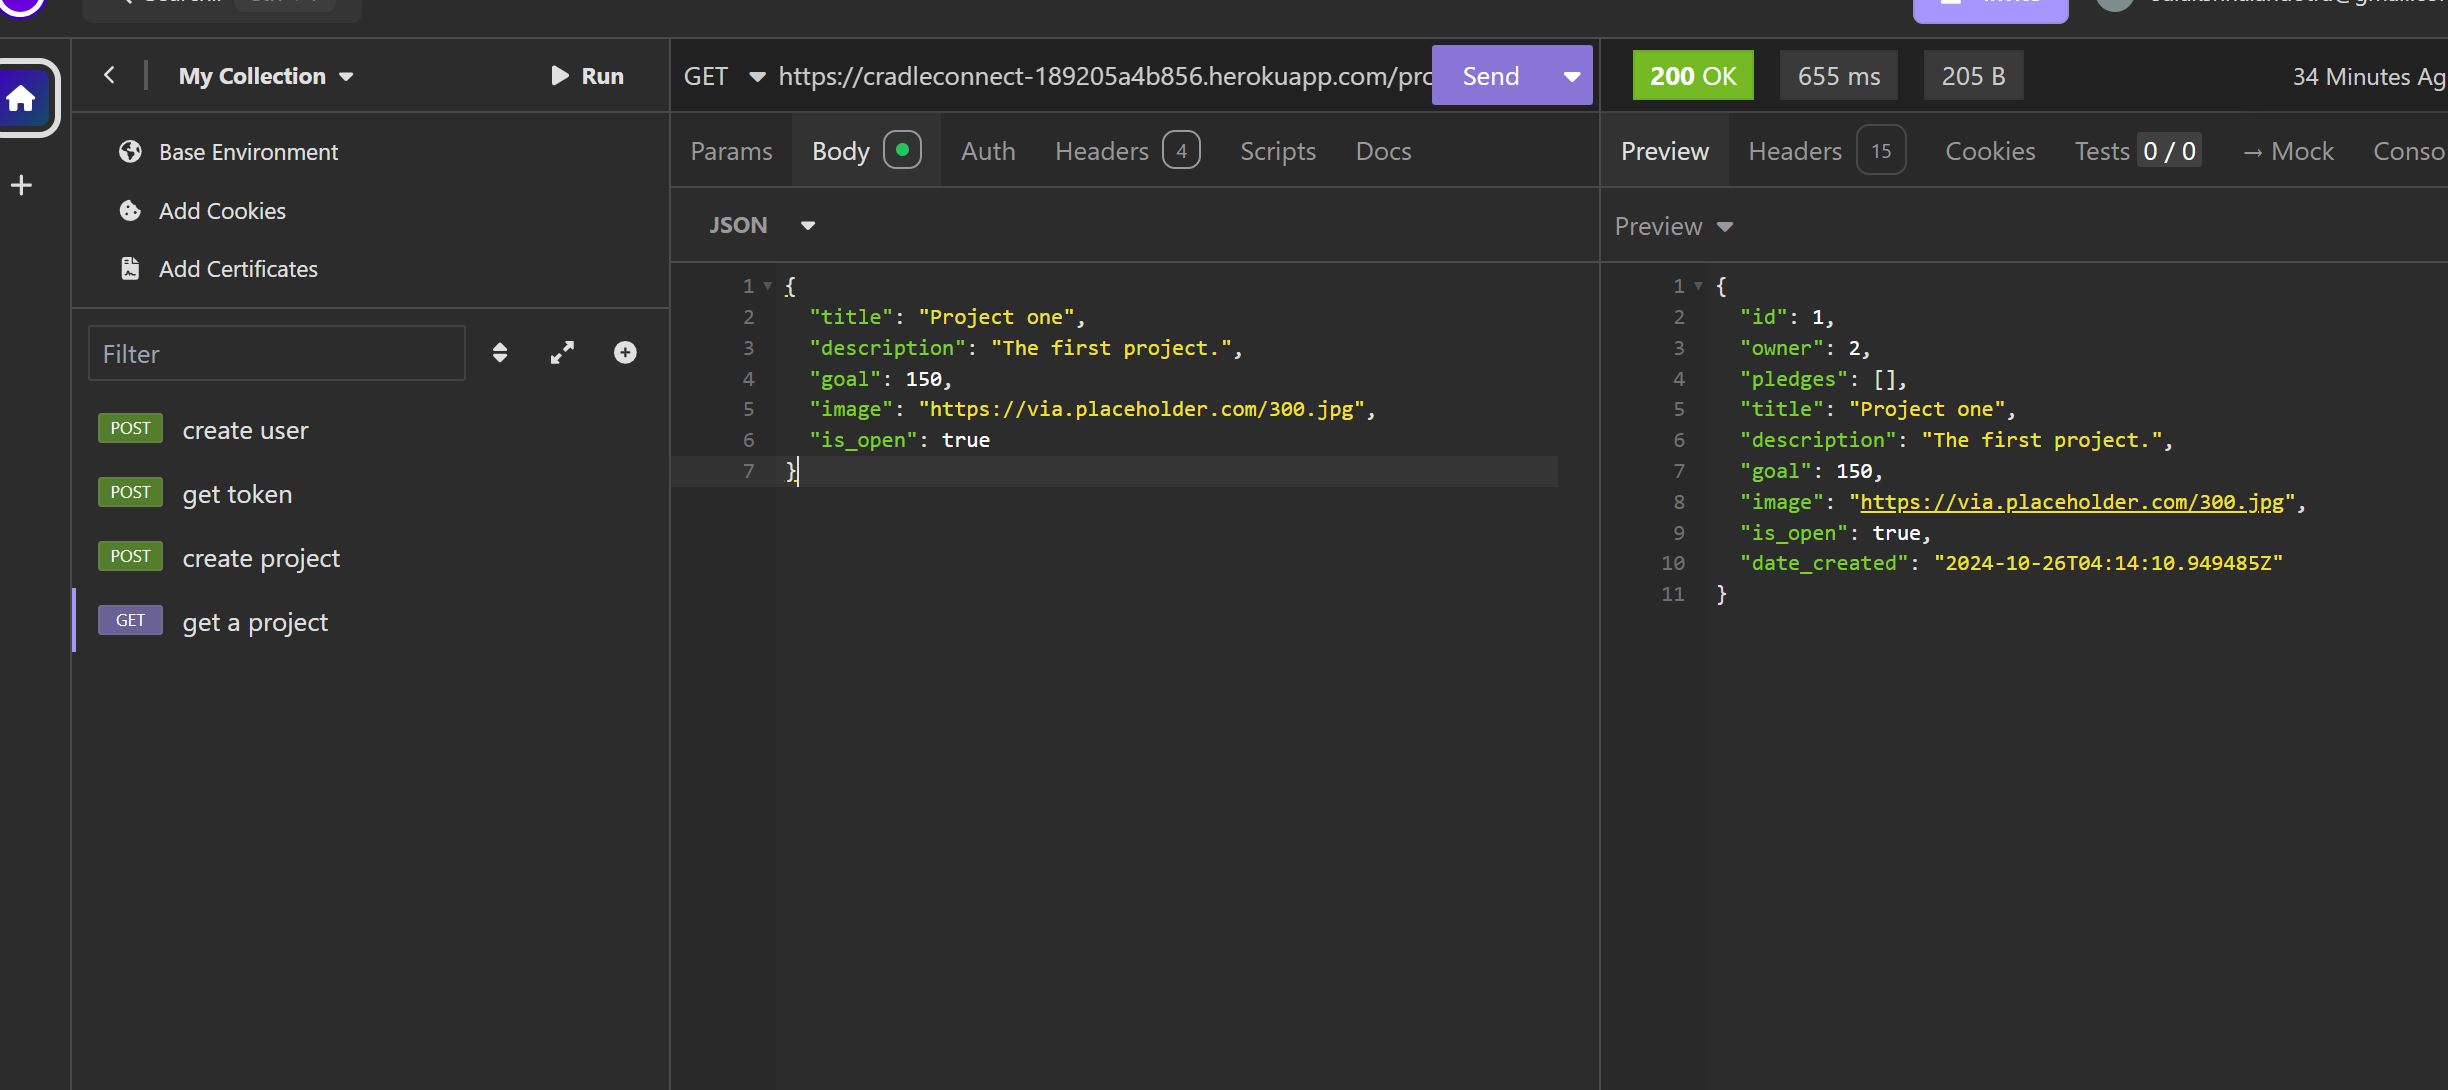 My Collection
Run
Base Environment
Add Cookies
Add Certificates
Filter
POST create user
POST get token
POST create project
GET get a project
GET https://cradleconnect-189205a4b856.herokuapp.com/pro
Send
Params Body Auth Headers 4 Scripts Docs
JSON
1 {
2 "title": "Project one",
3 "description": "The first project.",
4 "goal": 150,
5 "image": "https://via.placeholder.com/300.jpg",
6 "is_open": true
7 }
200 OK 655 ms 205 B 34 Minutes Ag
Preview Headers 15 Cookies Tests 0 / 0 → Mock Conso
Preview
1 {
2 "id": 1,
3 "owner": 2,
4 "pledges": [],
5 "title": "Project one",
6 "description": "The first project.",
7 "goal": 150,
8 "image": "https://via.placeholder.com/300.jpg",
9 "is_open": true,
10 "date_created": "2024-10-26T04:14:10.949485Z"
11 }